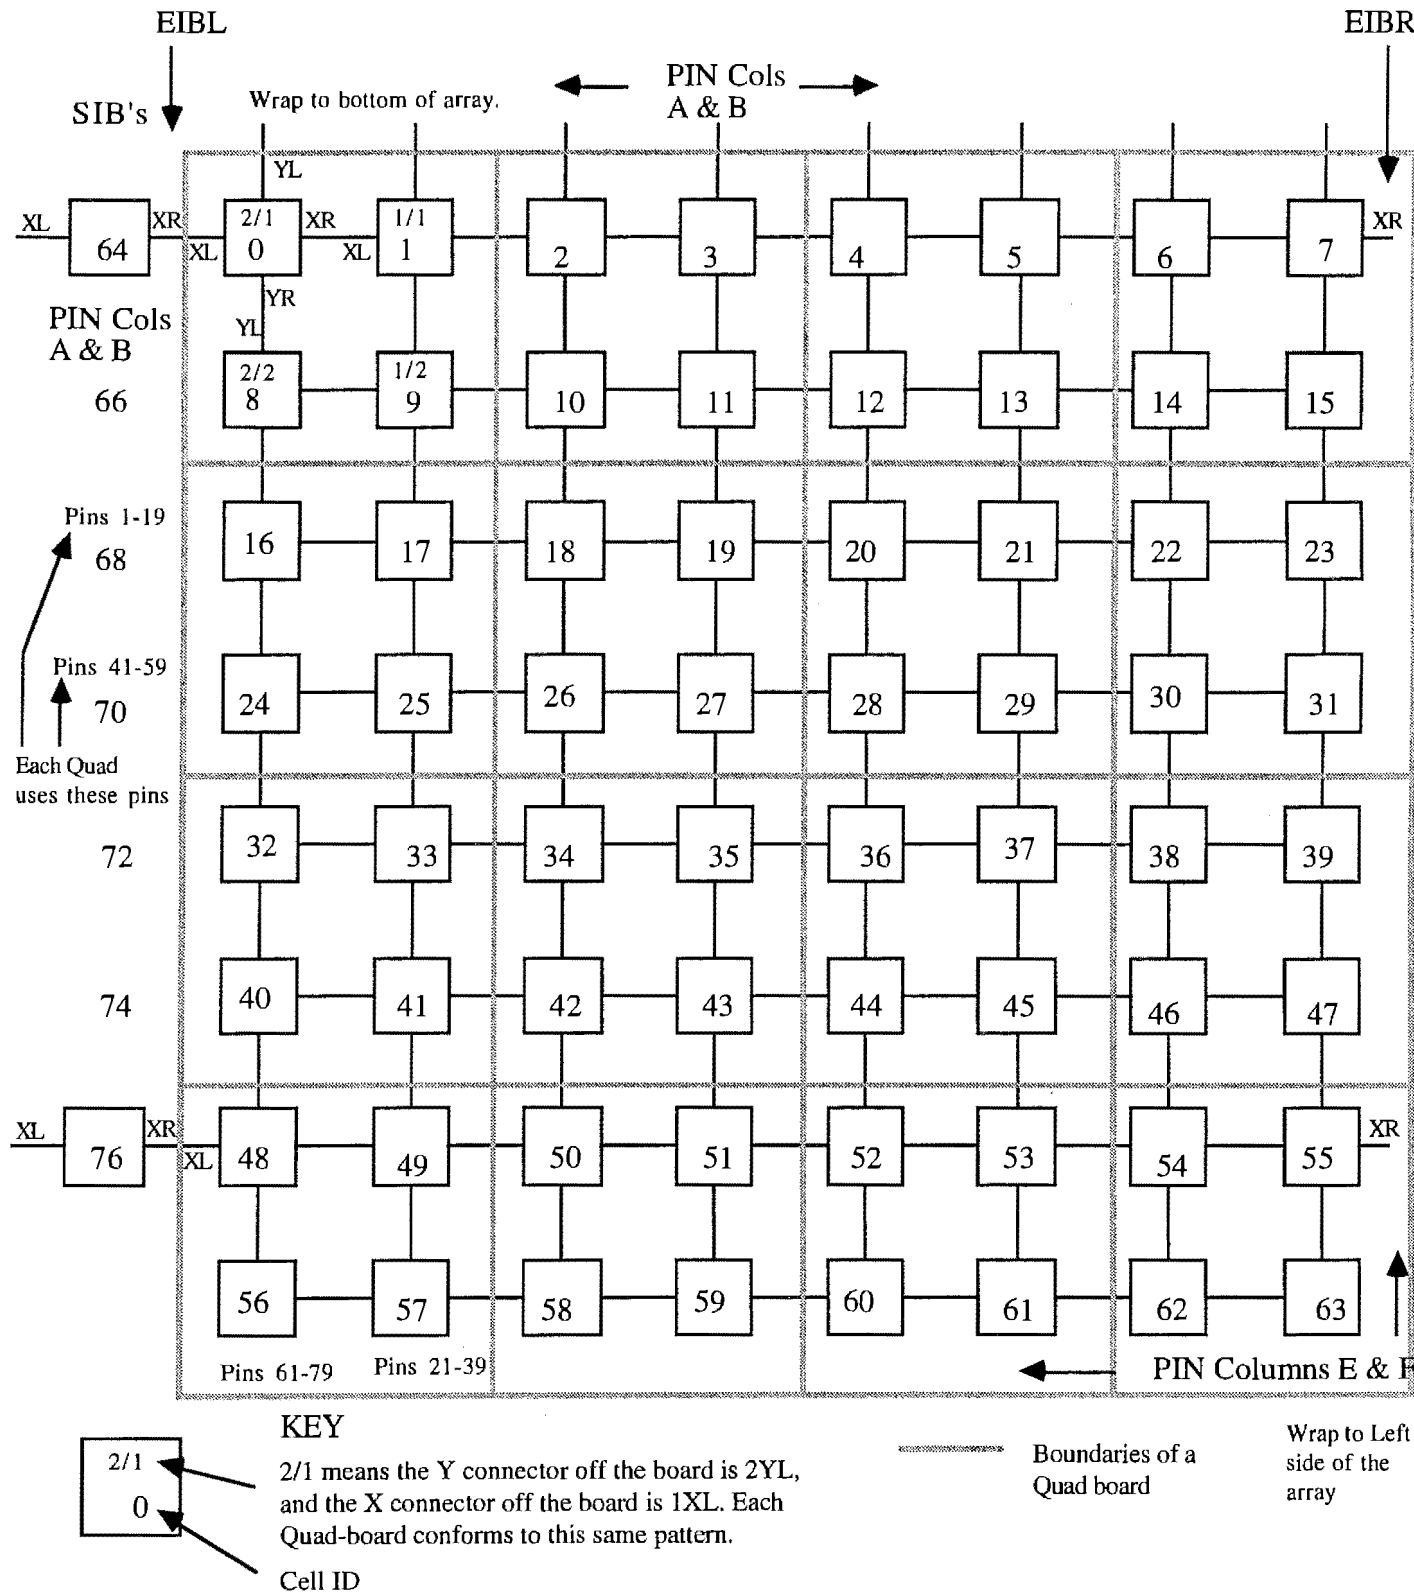 EIBL
EIBR
PIN Cols
A & B
SIB's
Wrap to bottom of array.
YL
XL
64
XR
XL
2/1
0
XR
XL
1/1
1
2
3
4
5
6
7
XR
YR
PIN Cols
A & B
YL
66
2/2
8
1/2
9
10
11
12
13
14
15
Pins 1-19
68
16
17
18
19
20
21
22
23
Pins 41-59
70
24
25
26
27
28
29
30
31
Each Quad
uses these pins
72
32
33
34
35
36
37
38
39
74
40
41
42
43
44
45
46
47
XL
76
XR
XL
48
49
50
51
52
53
54
55
XR
56
57
58
59
60
61
62
63
Pins 61-79
Pins 21-39
PIN Columns E & F
KEY
2/1
0
2/1 means the Y connector off the board is 2YL,
and the X connector off the board is 1XL. Each
Quad-board conforms to this same pattern.
Cell ID
Boundaries of a
Quad board
Wrap to Left
side of the
array